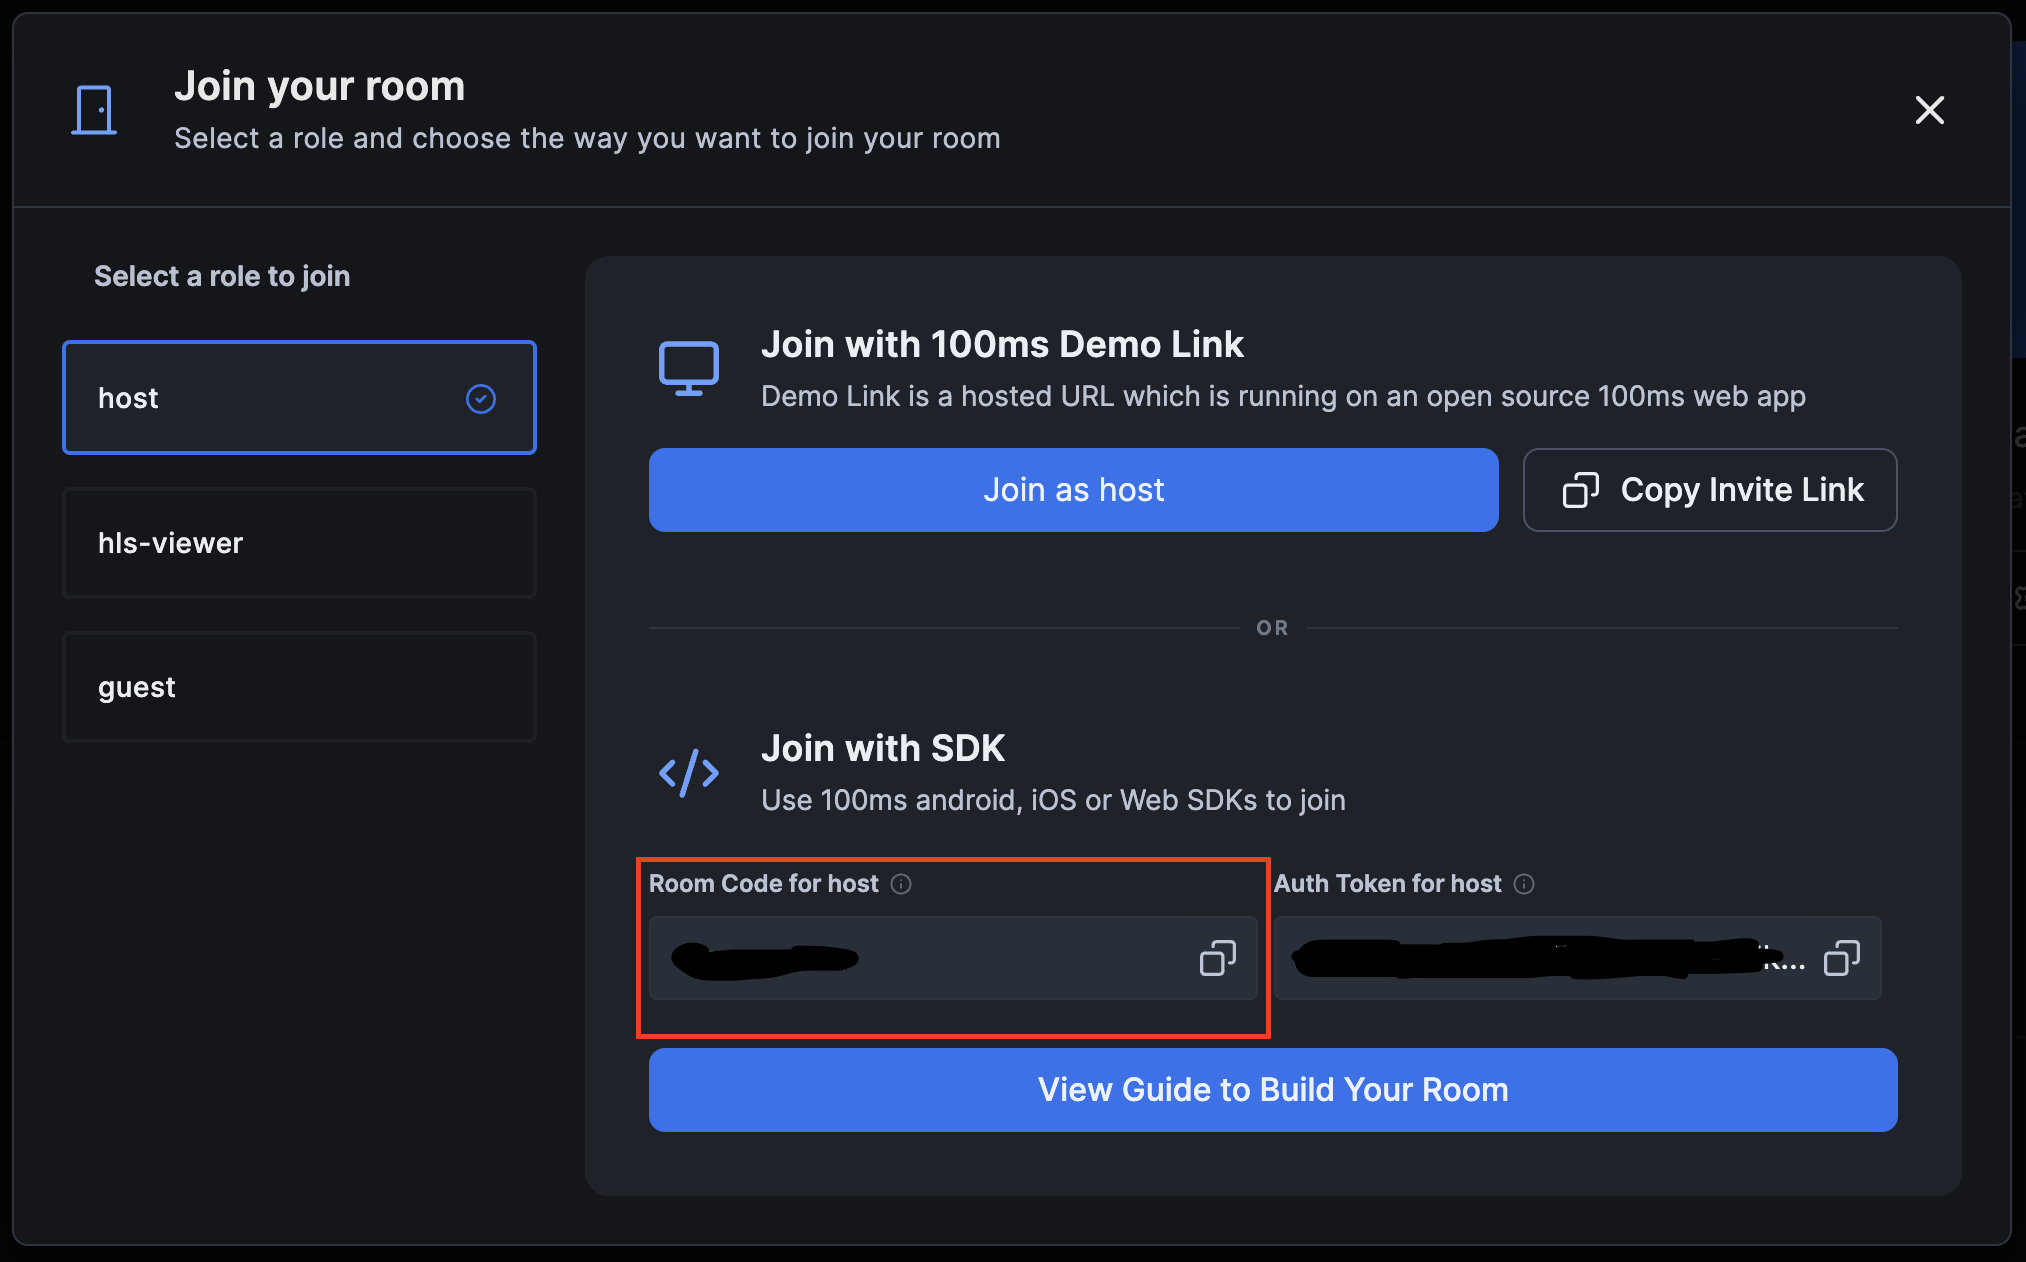 Join your room
Select a role and choose the way you want to join your room
Select a role to join
host
hls-viewer
guest
Join with 100ms Demo Link
Demo Link is a hosted URL which is running on an open source 100ms web app
Join as host
Copy Invite Link
OR
Join with SDK
Use 100ms android, iOS or Web SDKs to join
Room Code for host
Auth Token for host
View Guide to Build Your Room